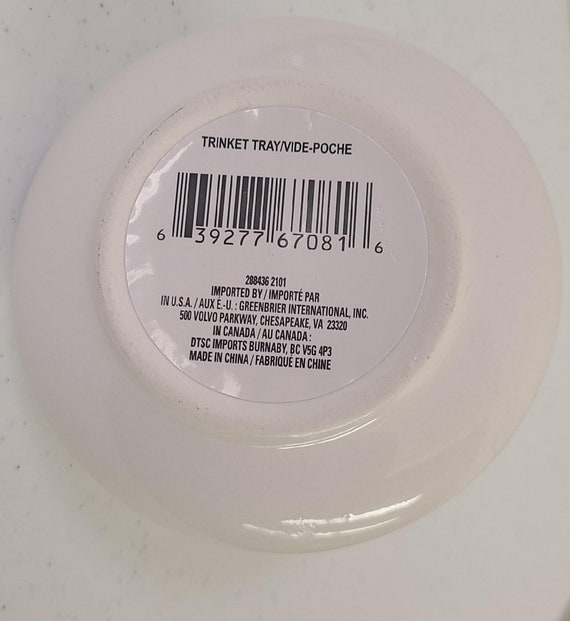 TRINKET TRAY/VIDE-POCHE
6 39277 67081 6
288436 2101
IMPORTED BY / IMPORTÉ PAR
IN U.S.A. / AUX É.-U. : GREENBRIER INTERNATIONAL, INC.
500 VOLVO PARKWAY, CHESAPEAKE, VA 23320
IN CANADA / AU CANADA :
DTSC IMPORTS BURNABY, BC V5G 4P3
MADE IN CHINA / FABRIQUÉ EN CHINE